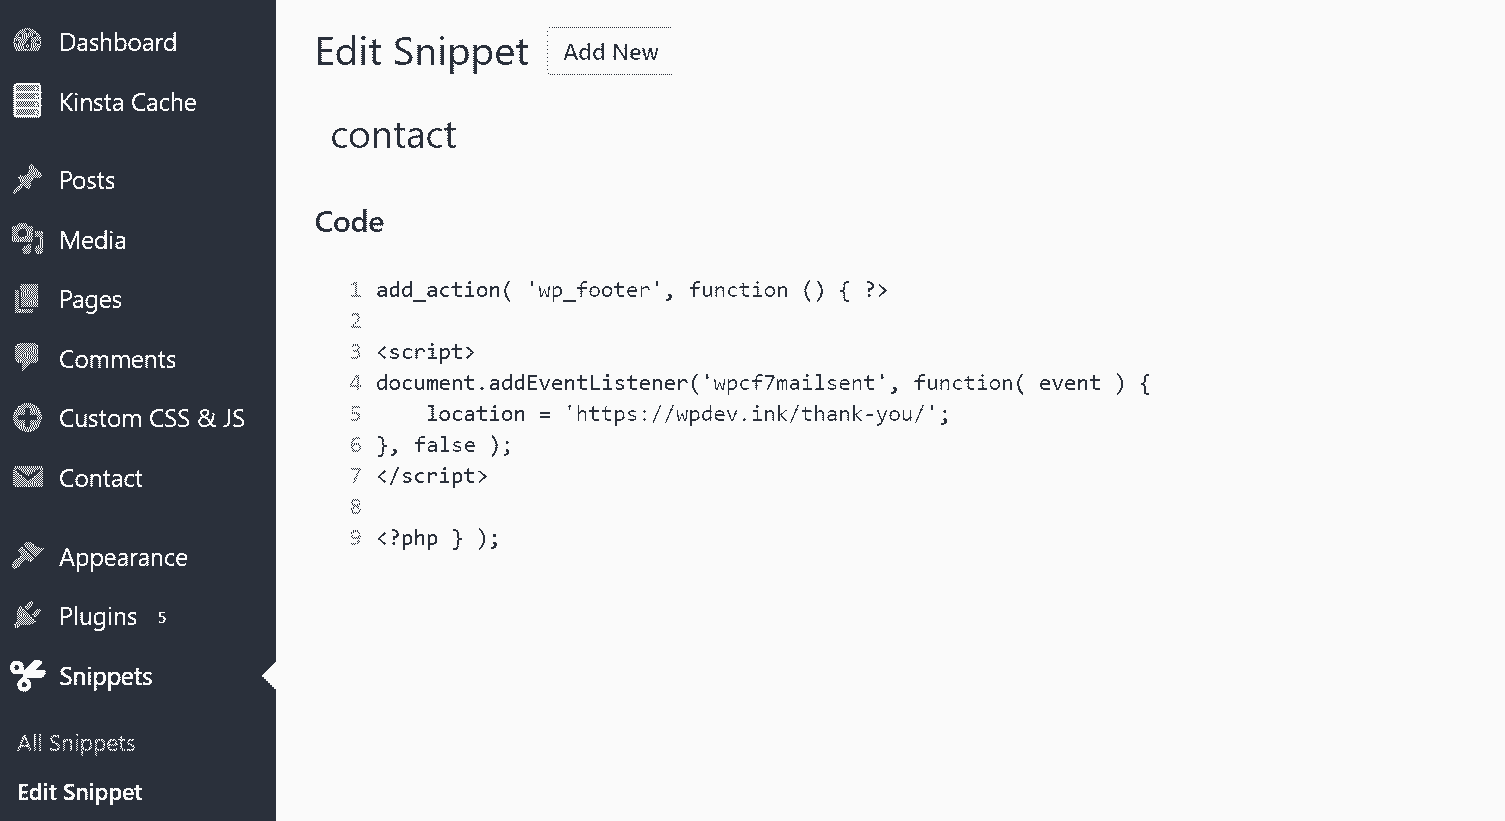 Dashboard
Kinsta Cache
Posts
Media
Pages
Comments
Custom CSS & JS
Contact
Appearance
Plugins 5
Snippets
All Snippets
Edit Snippet
Edit Snippet Add New
contact
Code
1 add_action( 'wp_footer', function () { ?>
2
3 <script>
4 document.addEventListener('wpcf7mailsent', function( event ) {
5     location = 'https://wpdev.ink/thank-you/';
6 }, false );
7 </script>
8
9 <?php } );